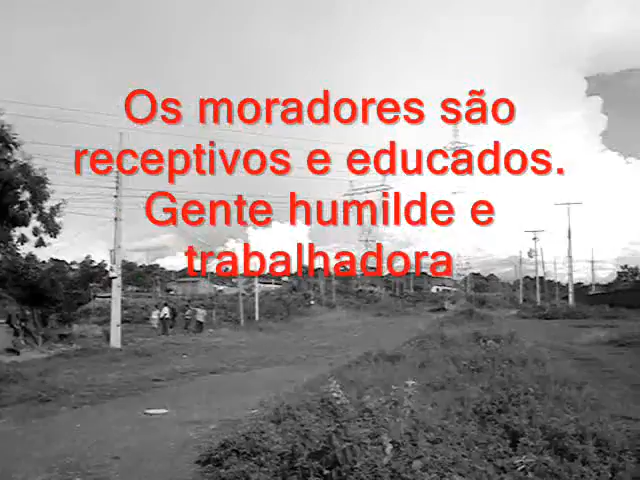 Os moradores são
receptivos e educados.
Gente humilde e
trabalhadora